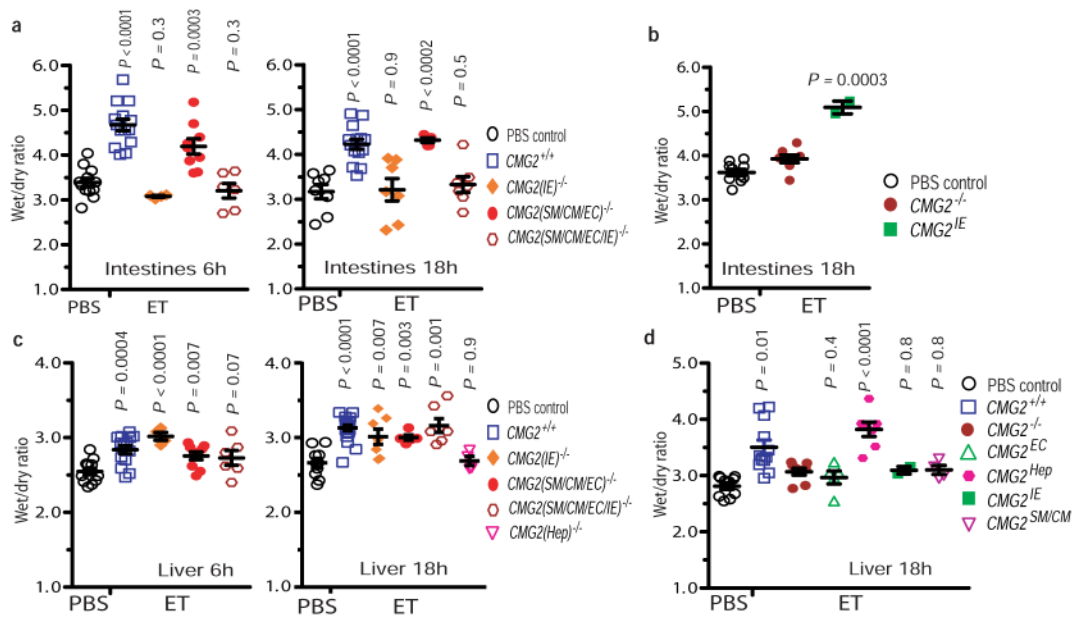 a
P < 0.0001
P = 0.3
P = 0.0003
P = 0.3
Wet/dry ratio
6.0
5.0
4.0
3.0
2.0
1.0
Intestines 6h
PBS
ET
P < 0.0001
P = 0.9
P < 0.0002
P = 0.5
6.0
5.0
4.0
3.0
2.0
1.0
Intestines 18h
PBS
ET
PBS control
CMG2+/+
CMG2(IE)-/-
CMG2(SM/CM/EC)-/-
CMG2(SM/CM/EC/IE)-/-
b
P = 0.0003
Wet/dry ratio
6.0
5.0
4.0
3.0
2.0
1.0
Intestines 18h
PBS
ET
PBS control
CMG2-/-
CMG2IE
c
P = 0.0004
P < 0.0001
P = 0.007
P = 0.07
Wet/dry ratio
4.0
3.0
2.0
1.0
Liver 6h
PBS
ET
P < 0.0001
P = 0.007
P = 0.003
P = 0.001
P = 0.9
4.0
3.0
2.0
1.0
Liver 18h
PBS
ET
PBS control
CMG2+/+
CMG2(IE)-/-
CMG2(SM/CM/EC)-/-
CMG2(SM/CM/EC/IE)-/-
CMG2(Hep)-/-
d
P = 0.01
P = 0.4
P < 0.0001
P = 0.8
P = 0.8
Wet/dry ratio
5.0
4.0
3.0
2.0
1.0
Liver 18h
PBS
ET
PBS control
CMG2+/+
CMG2-/-
CMG2EC
CMG2Hep
CMG2IE
CMG2SM/CM